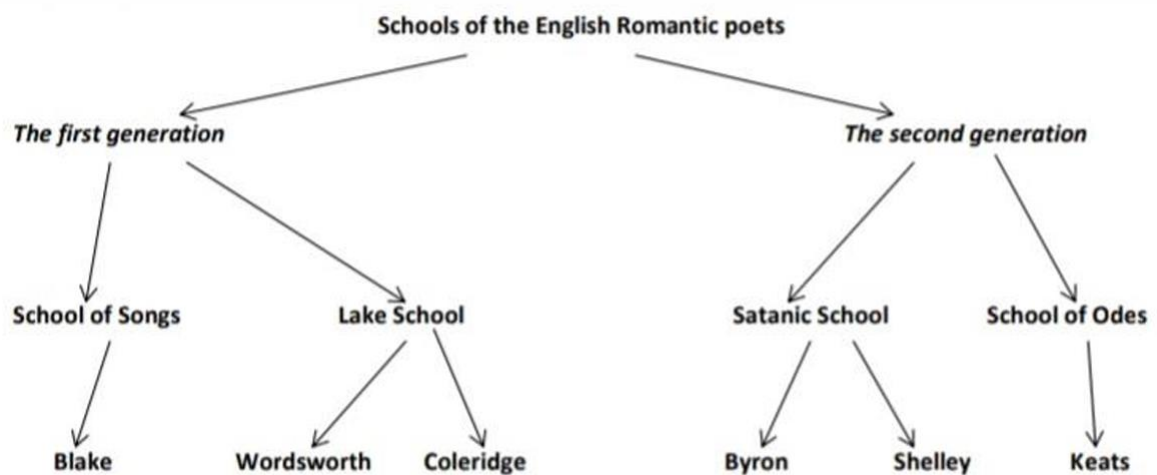 Schools of the English Romantic poets
The first generation The second generation
School of Songs Lake School Satanic School School of Odes
Blake Wordsworth Coleridge Byron Shelley Keats